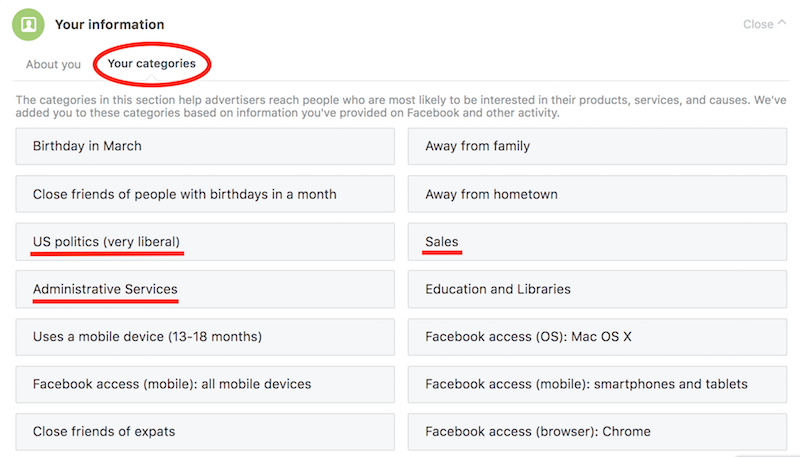 Your information
Close
About you
Your categories
The categories in this section help advertisers reach people who are most likely to be interested in their products, services, and causes. We've
added you to these categories based on information you've provided on Facebook and other activity.
Birthday in March
Away from family
Close friends of people with birthdays in a month
Away from hometown
US politics (very liberal)
Sales
Administrative Services
Education and Libraries
Uses a mobile device (13-18 months)
Facebook access (OS): Mac OS X
Facebook access (mobile): all mobile devices
Facebook access (mobile): smartphones and tablets
Close friends of expats
Facebook access (browser): Chrome